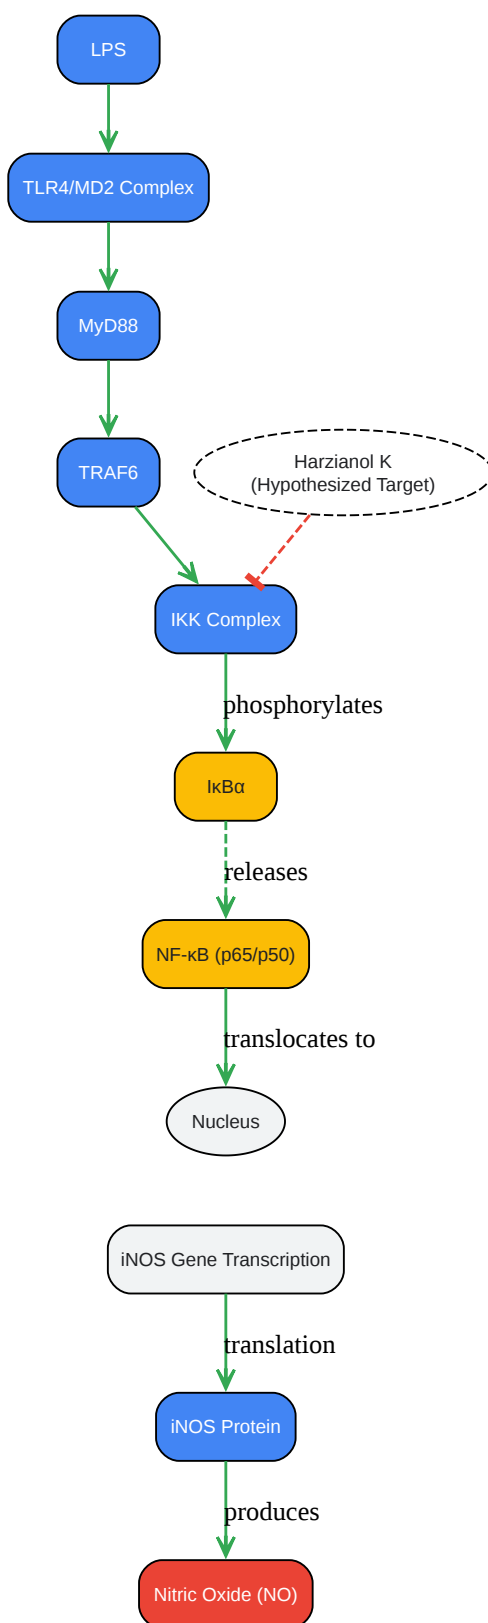 LPS
TLR4/MD2 Complex
MyD88
TRAF6
Harzianol K
(Hypothesized Target)
IKK Complex
phosphorylates
IκBα
releases
NF-κB (p65/p50)
translocates to
Nucleus
iNOS Gene Transcription
translation
iNOS Protein
produces
Nitric Oxide (NO)